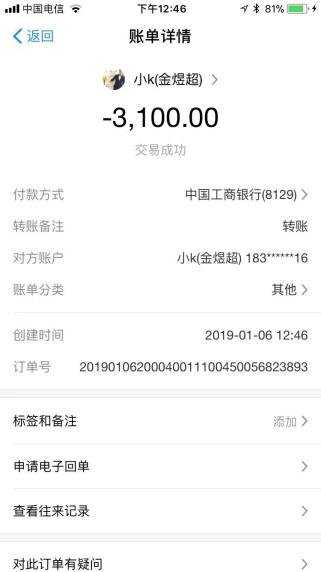 中国电信 下午12:46 81%
返回 账单详情
小k(金煜超)
-3,100.00
交易成功
付款方式 中国工商银行(8129)
转账备注 转账
对方账户 小k(金煜超) 183******16
账单分类 其他
创建时间 2019-01-06 12:46
订单号 20190106200040011100450056823893
标签和备注 添加
申请电子回单
查看往来记录
对此订单有疑问